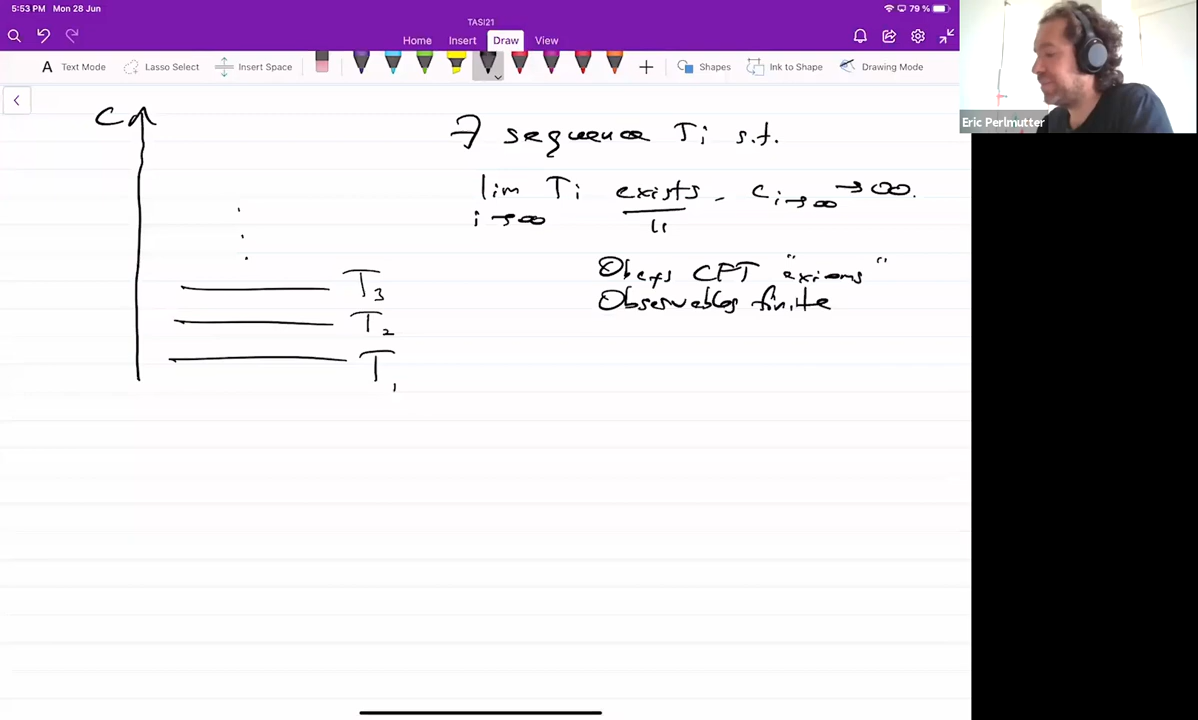 5:53 PM Mon 28 Jun
79 %
TASI21
Home Insert Draw View
A Text Mode Lasso Select Insert Space Shapes Ink to Shape Drawing Mode
Eric Perlmutter
C
∃ sequence Ti s.t.
lim Ti exists - c i→∞ → ∞.
i→∞
"
Obeys CFT "axioms"
Observables finite
T3
T2
T1